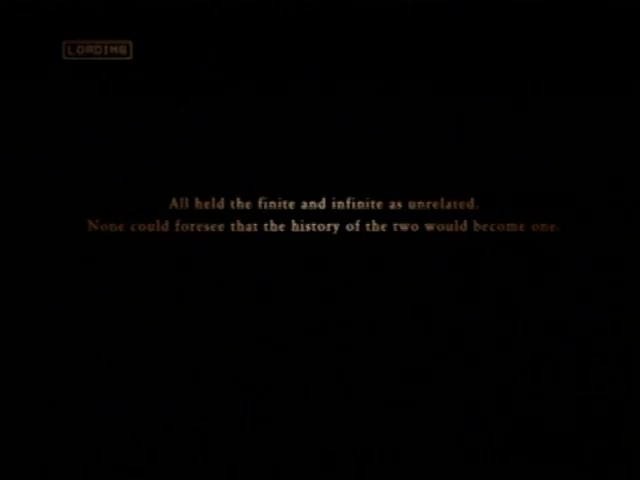 LOADING
All held the finite and infinite as unrelated.
None could foresee that the history of the two would become one.